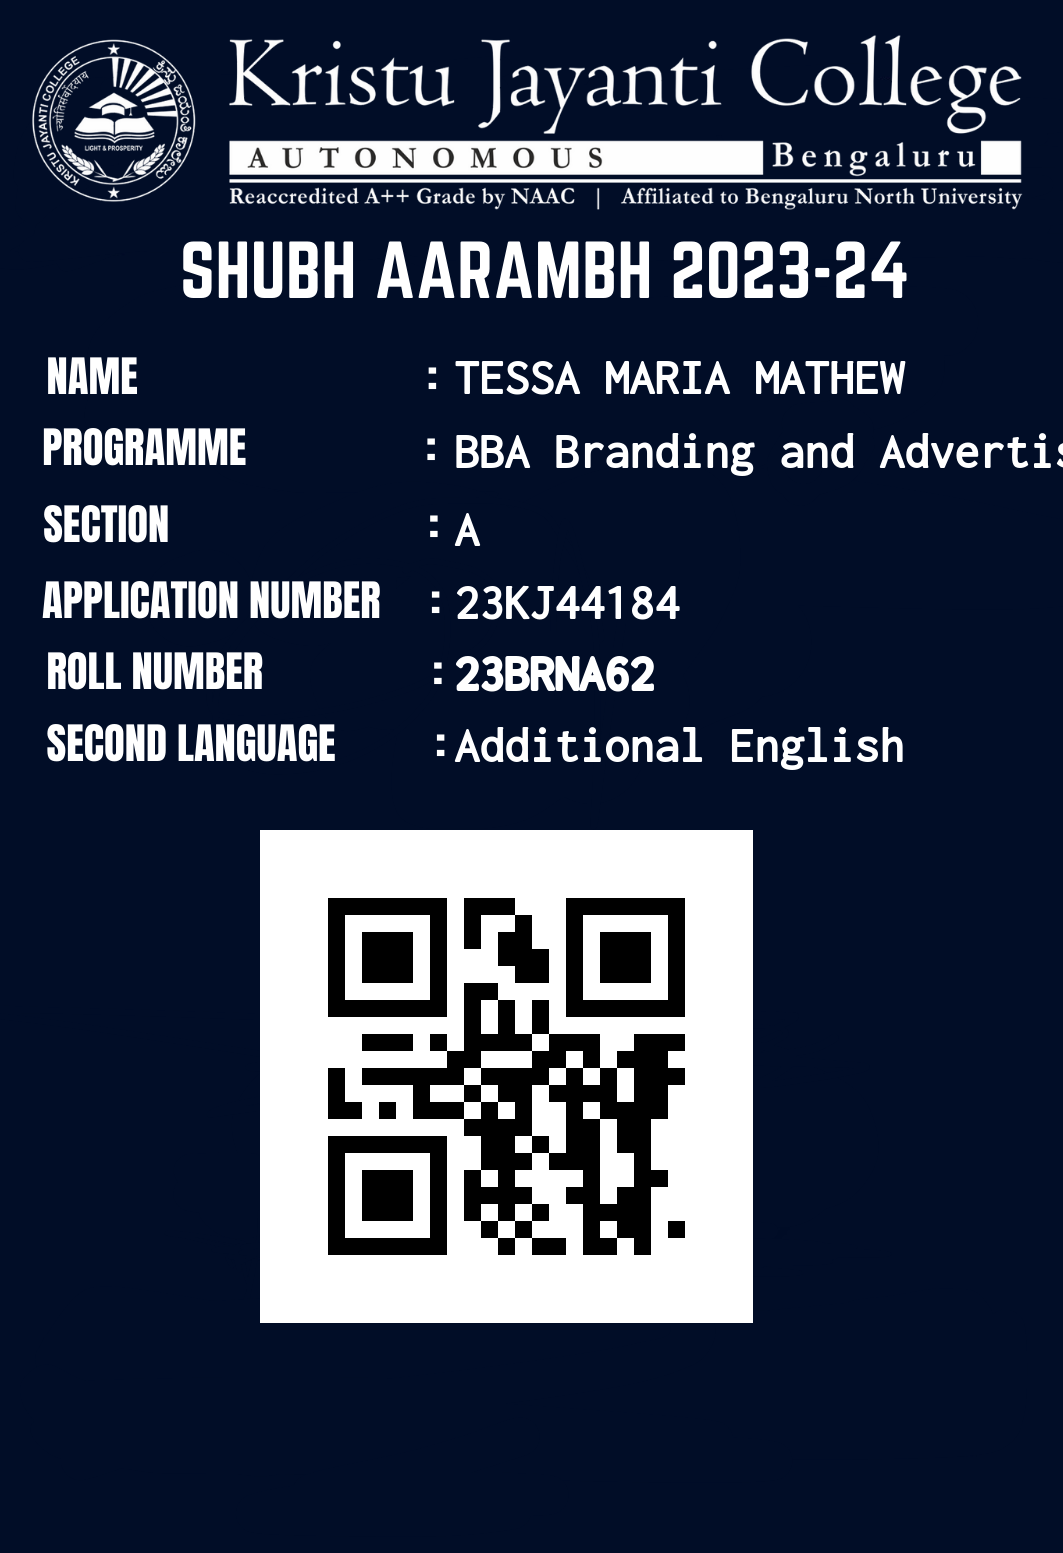 Kristu Jayanti College
AUTONOMOUS Bengaluru
Reaccredited A++ Grade by NAAC | Affiliated to Bengaluru North University
KRISTU JAYANTI COLLEGE
LIGHT & PROSPERITY
SHUBH AARAMBH 2023-24
NAME : TESSA MARIA MATHEW
PROGRAMME : BBA Branding and Advertis
SECTION : A
APPLICATION NUMBER : 23KJ44184
ROLL NUMBER : 23BRNA62
SECOND LANGUAGE : Additional English